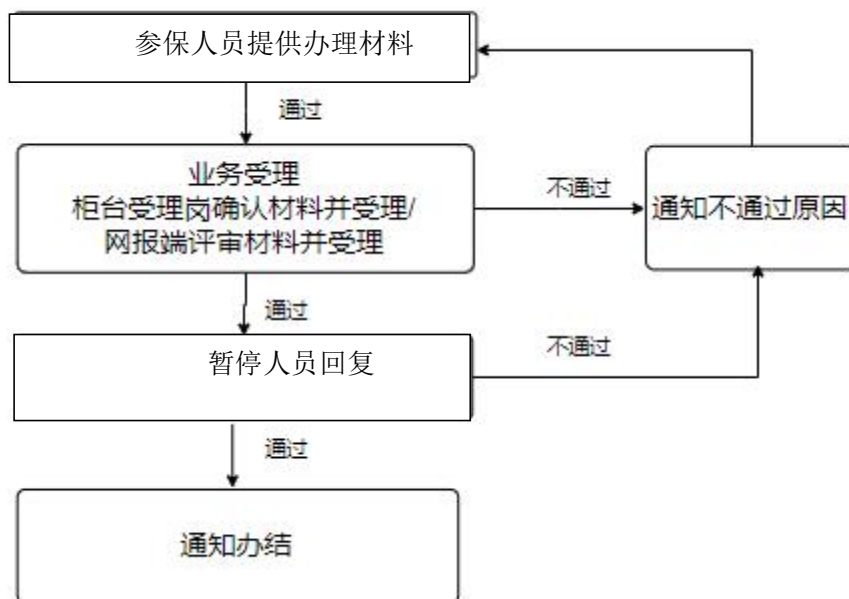 参保人员提供办理材料
通过
业务受理
柜台受理岗确认材料并受理/
网报端评审材料并受理
不通过
通知不通过原因
通过
暂停人员回复
不通过
通过
通知办结